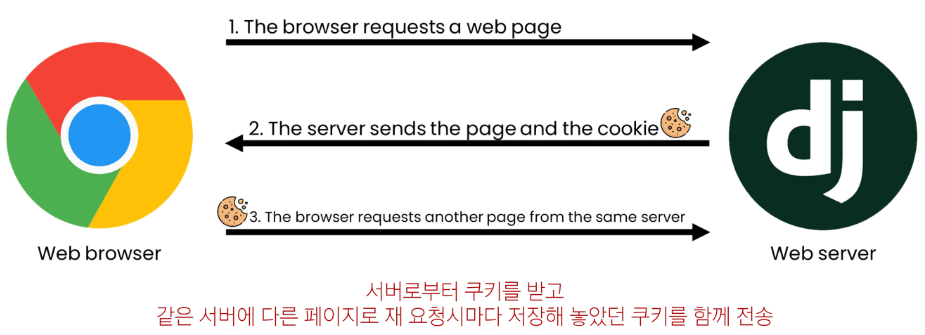 1. The browser requests a web page
2. The server sends the page and the cookie
3. The browser requests another page from the same server
dj
Web browser
Web server
서버로부터 쿠키를 받고
같은 서버에 다른 페이지로 재 요청시마다 저장해 놓았던 쿠키를 함께 전송